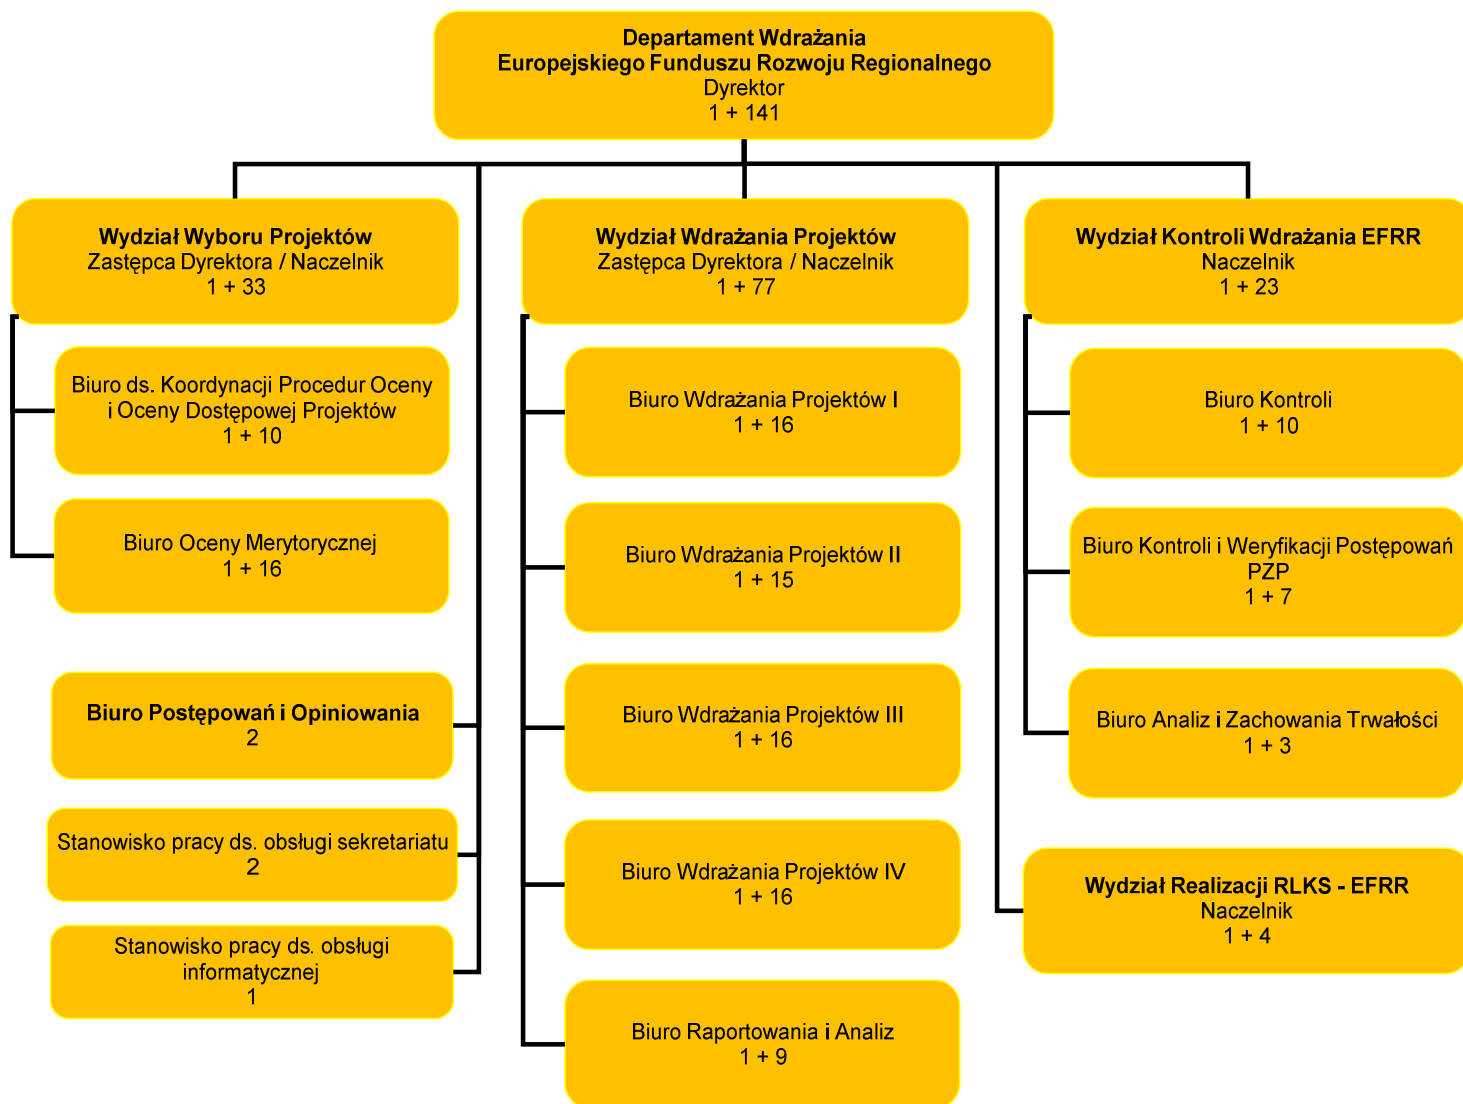 Departament Wdrażania
Europejskiego Funduszu Rozwoju Regionalnego
Dyrektor
1 + 141
Wydział Wyboru Projektów
Zastępca Dyrektora / Naczelnik
1 + 33
Biuro ds. Koordynacji Procedur Oceny
i Oceny Dostępowej Projektów
1 + 10
Biuro Oceny Merytorycznej
1 + 16
Biuro Postępowań i Opiniowania
2
Stanowisko pracy ds. obsługi sekretariatu
2
Stanowisko pracy ds. obsługi
informatycznej
1
Wydział Wdrażania Projektów
Zastępca Dyrektora / Naczelnik
1 + 77
Biuro Wdrażania Projektów I
1 + 16
Biuro Wdrażania Projektów II
1 + 15
Biuro Wdrażania Projektów III
1 + 16
Biuro Wdrażania Projektów IV
1 + 16
Biuro Raportowania i Analiz
1 + 9
Wydział Kontroli Wdrażania EFRR
Naczelnik
1 + 23
Biuro Kontroli
1 + 10
Biuro Kontroli i Weryfikacji Postępowań
PZP
1 + 7
Biuro Analiz i Zachowania Trwałości
1 + 3
Wydział Realizacji RLKS - EFRR
Naczelnik
1 + 4